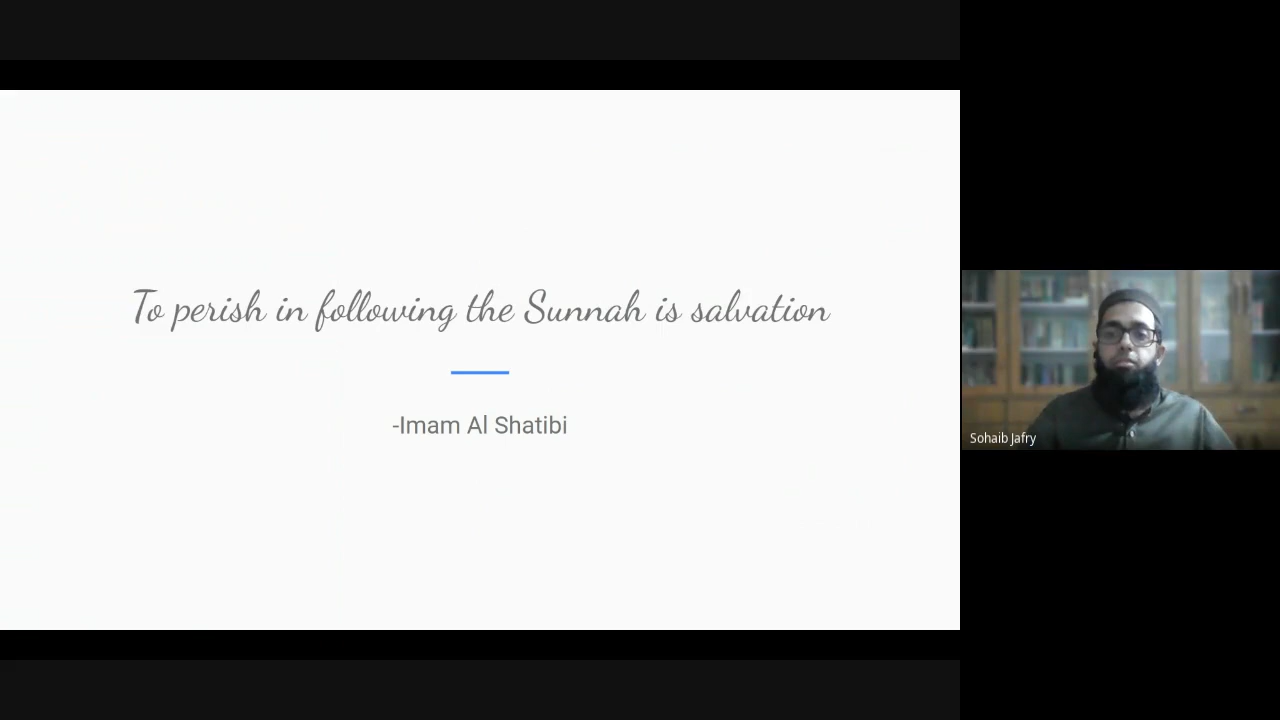 To perish in following the Sunnah is salvation
-Imam Al Shatibi
Sohaib Jafry